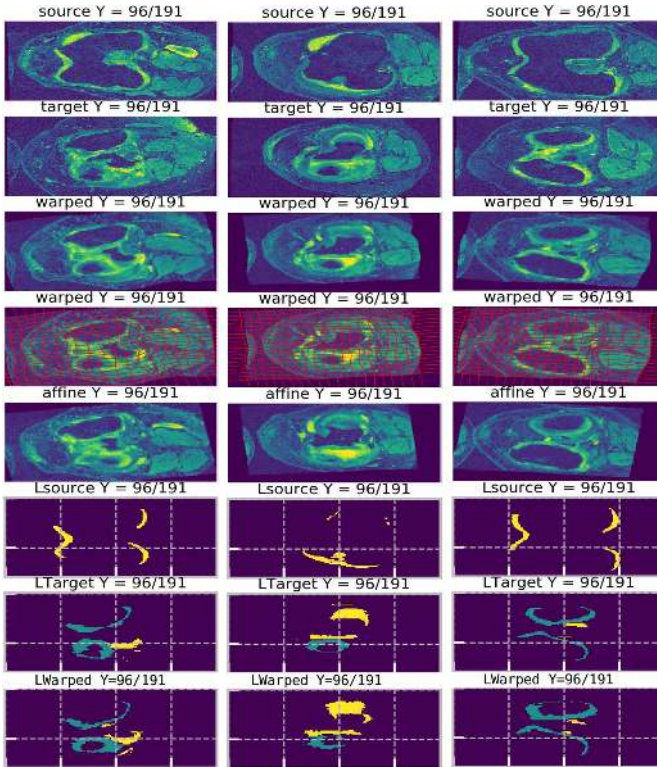 source Y = 96/191 source Y = 96/191 source Y = 96/191
target Y = 96/191 target Y = 96/191 target Y = 96/191
warped Y = 96/191 warped Y = 96/191 warped Y = 96/191
warped Y = 96/191 warped Y = 96/191 warped Y = 96/191
affine Y = 96/191 affine Y = 96/191 affine Y = 96/191
Lsource Y = 96/191 Lsource Y = 96/191 Lsource Y = 96/191
LTarget Y = 96/191 LTarget Y = 96/191 LTarget Y = 96/191
LWarped Y=96/191 LWarped Y=96/191 LWarped Y=96/191